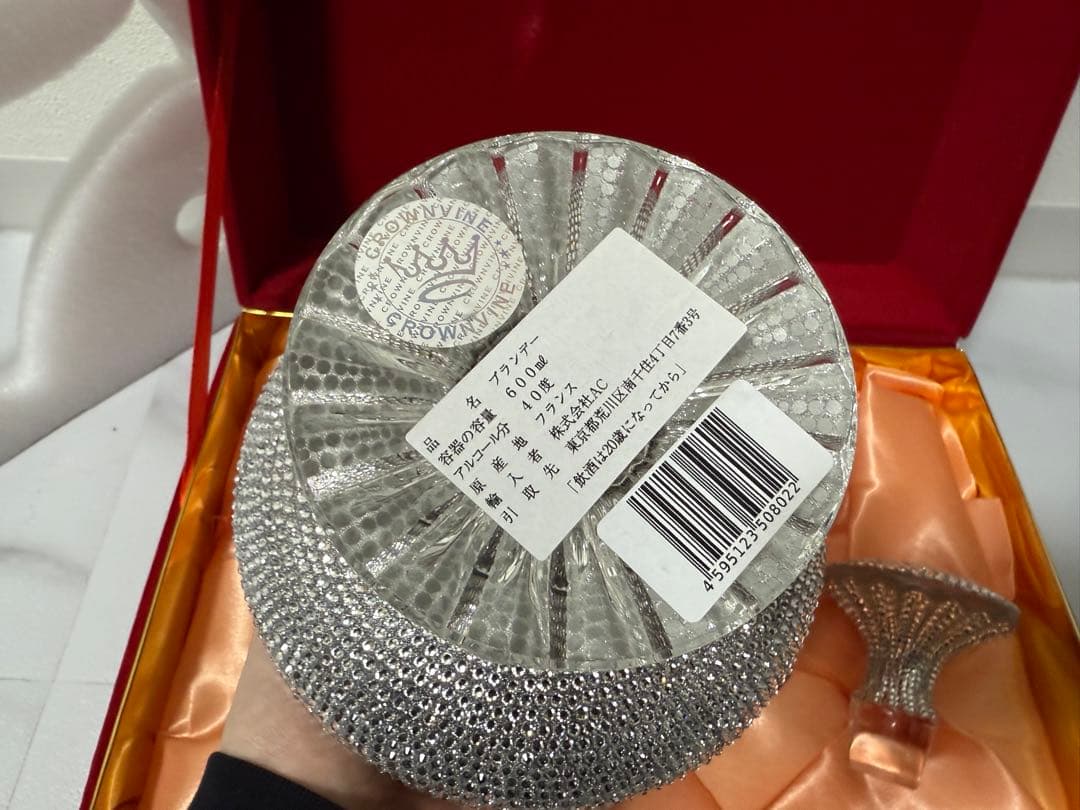 CROWNVINE
CROWNVINE
品名 ブランデー
容器の容量 600㎖
アルコール分 40度
原産地 フランス
輸入者 株式会社AC
引取先 東京都荒川区南千住4丁目7番3号
「飲酒は20歳になってから」
4595123508022